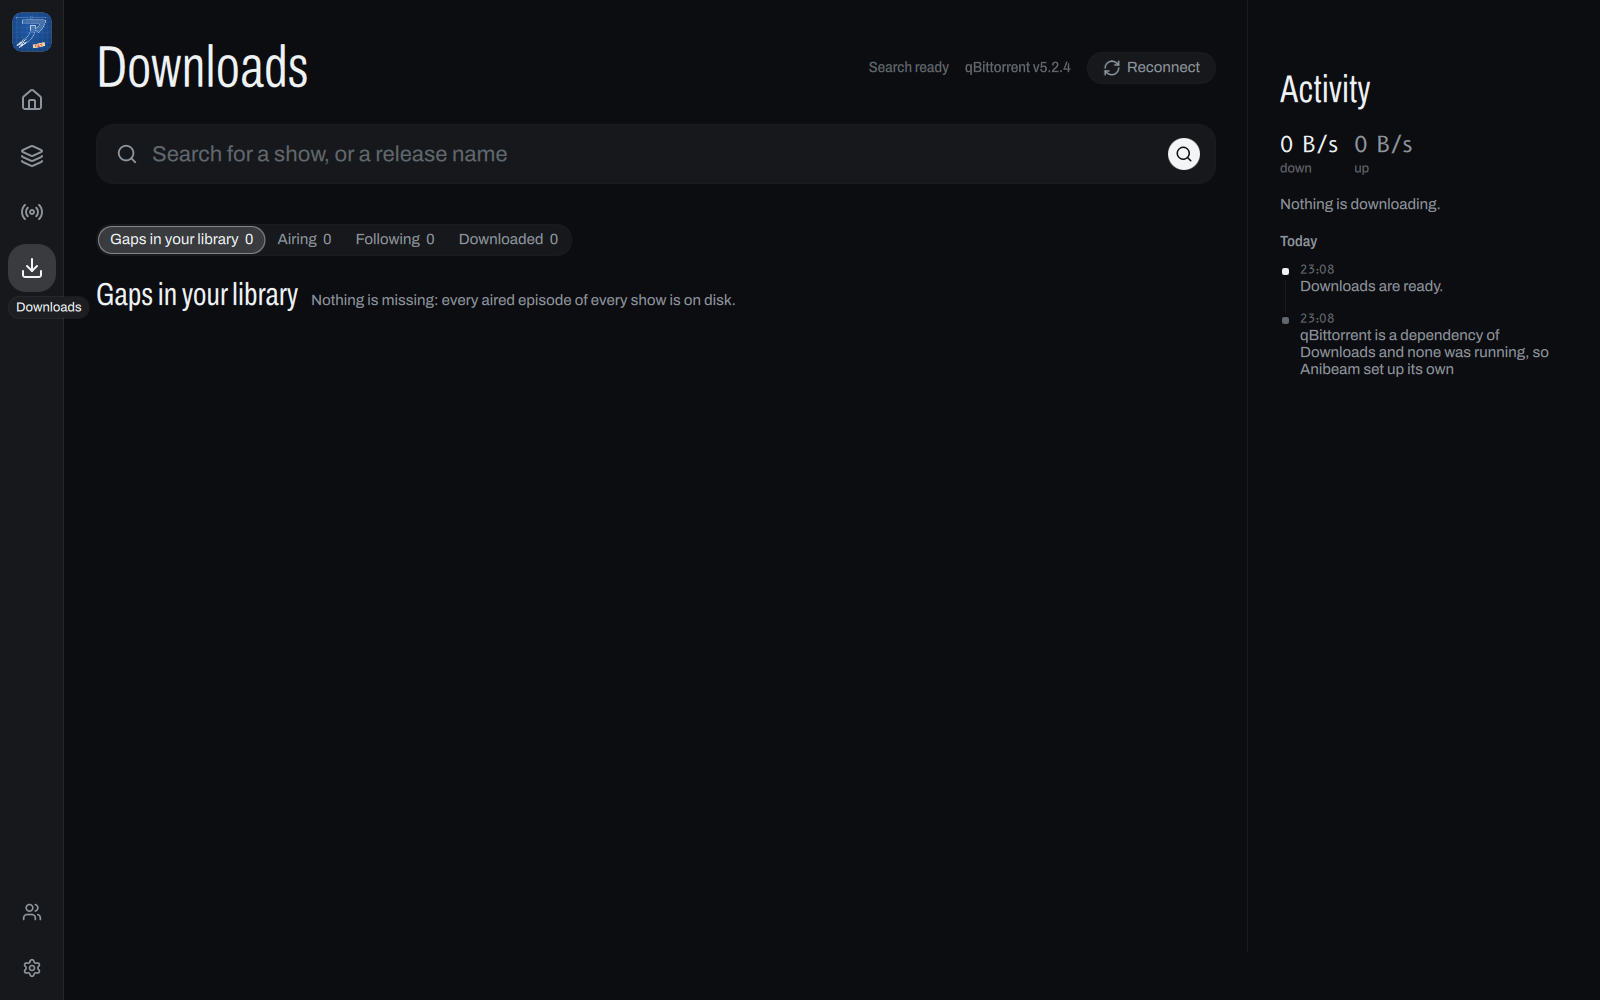 Downloads
Search ready
qBittorrent v5.2.4
Reconnect
Search for a show, or a release name
Gaps in your library 0
Airing 0
Following 0
Downloaded 0
Downloads
Gaps in your library
Nothing is missing: every aired episode of every show is on disk.
Activity
0 B/s 0 B/s
down up
Nothing is downloading.
Today
23:08
Downloads are ready.
23:08
qBittorrent is a dependency of
Downloads and none was running, so
Anibeam set up its own